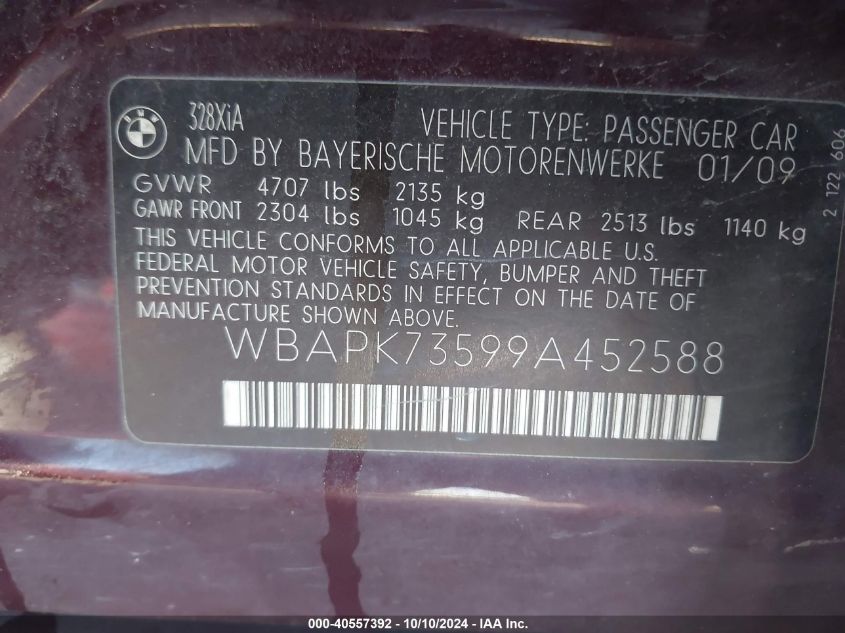 BMW
328XiA
VEHICLE TYPE: PASSENGER CAR
MFD BY BAYERISCHE MOTORENWERKE 01/09
GVWR 4707 lbs 2135 kg
GAWR FRONT 2304 lbs 1045 kg REAR 2513 lbs 1140 kg
THIS VEHICLE CONFORMS TO ALL APPLICABLE U.S.
FEDERAL MOTOR VEHICLE SAFETY, BUMPER AND THEFT
PREVENTION STANDARDS IN EFFECT ON THE DATE OF
MANUFACTURE SHOWN ABOVE.
WBAPK73599A452588
2 122 606
000-40557392 - 10/10/2024 - IAA Inc.